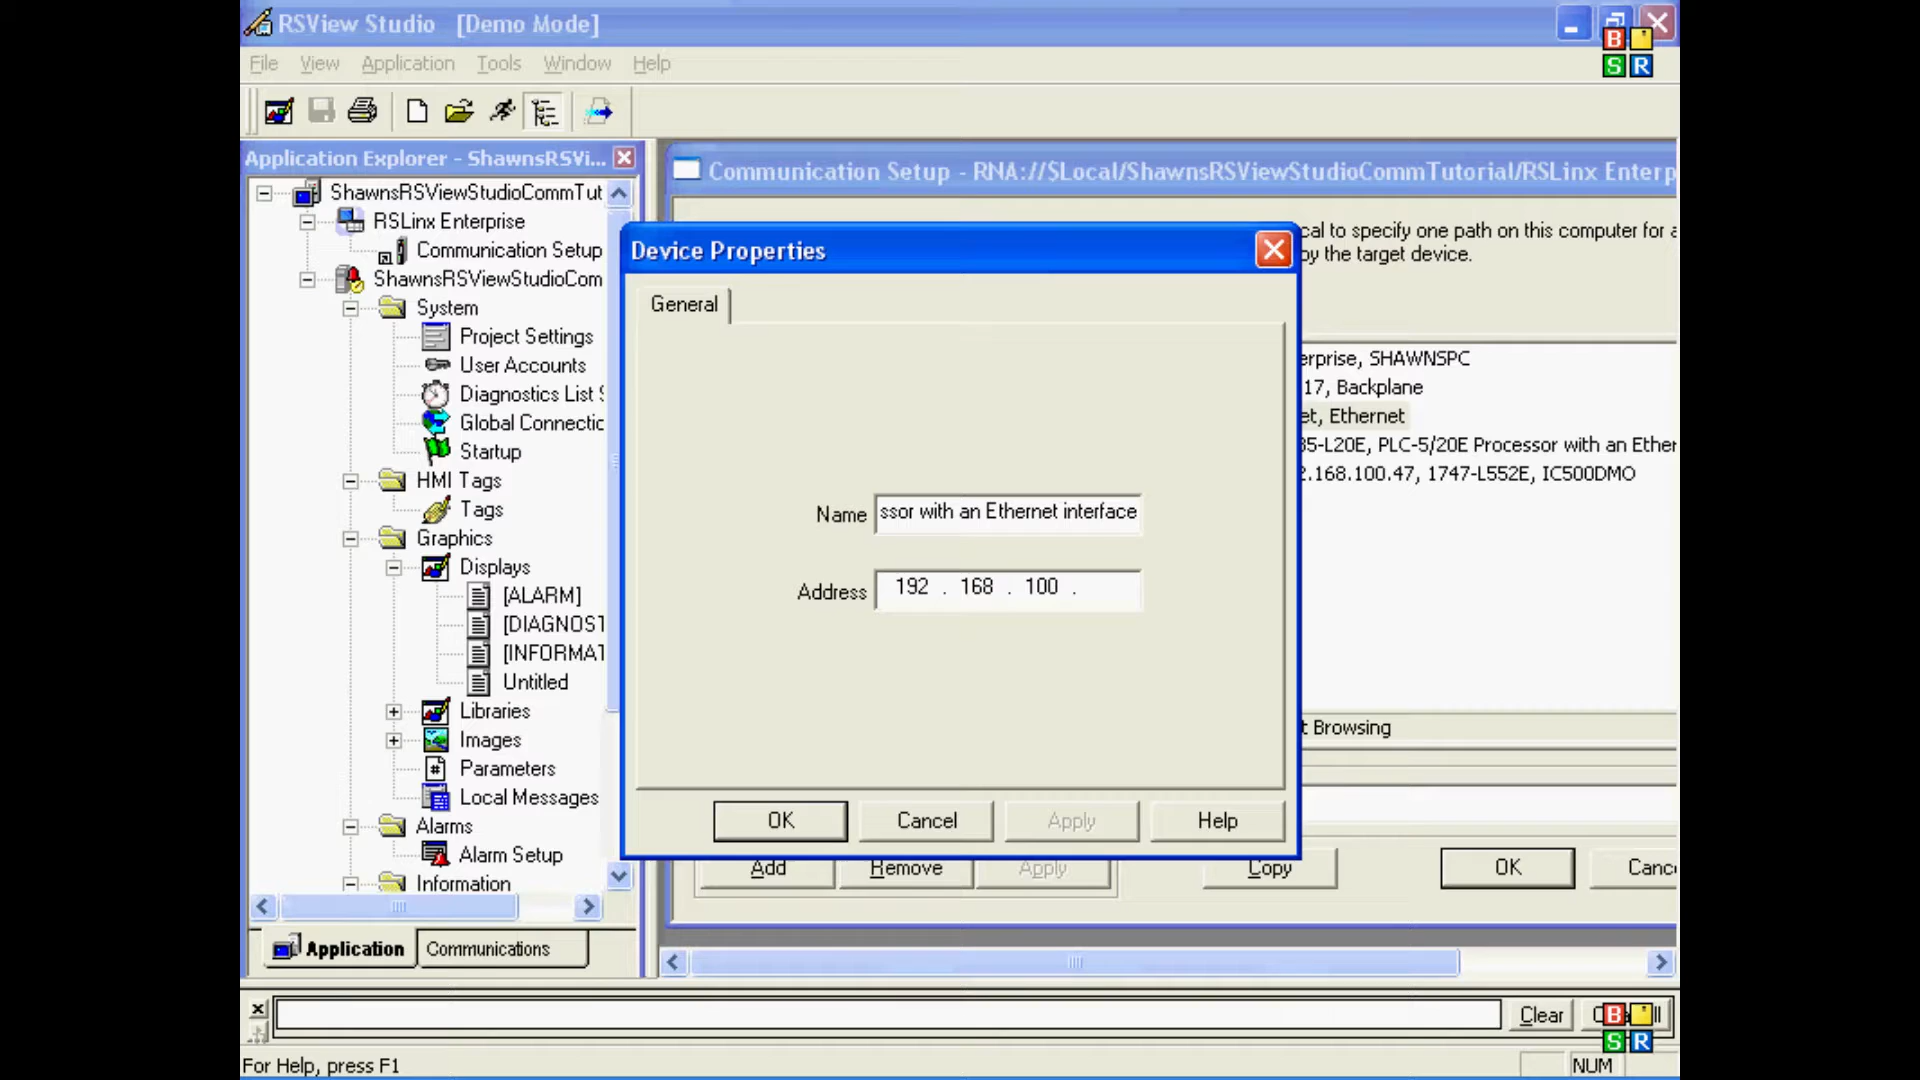 RSView Studio [Demo Mode]
File View Application Tools Window Help
Application Explorer - ShawnsRSVi...
ShawnsRSViewStudioCommTut
RSLinx Enterprise
Communication Setup
ShawnsRSViewStudioCom
System
Project Settings
User Accounts
Diagnostics List S
Global Connectic
Startup
HMI Tags
Tags
Graphics
Displays
[ALARM]
[DIAGNOST
[INFORMAT
Untitled
Libraries
Images
Parameters
Local Messages
Alarms
Alarm Setup
Information
Application Communications
Communication Setup - RNA://$Local/ShawnsRSViewStudioCommTutorial/RSLinx Enterp
cal to specify one path on this computer for a
by the target device.
erprise, SHAWNSPC
17, Backplane
et, Ethernet
85-L20E, PLC-5/20E Processor with an Ether
2.168.100.47, 1747-L552E, IC500DMO
t Browsing
Add Remove Apply Copy OK Canc
Device Properties
General
Name ssor with an Ethernet interface
Address 192 . 168 . 100 .
OK Cancel Apply Help
Clear
For Help, press F1
NUM
B S R
B S R